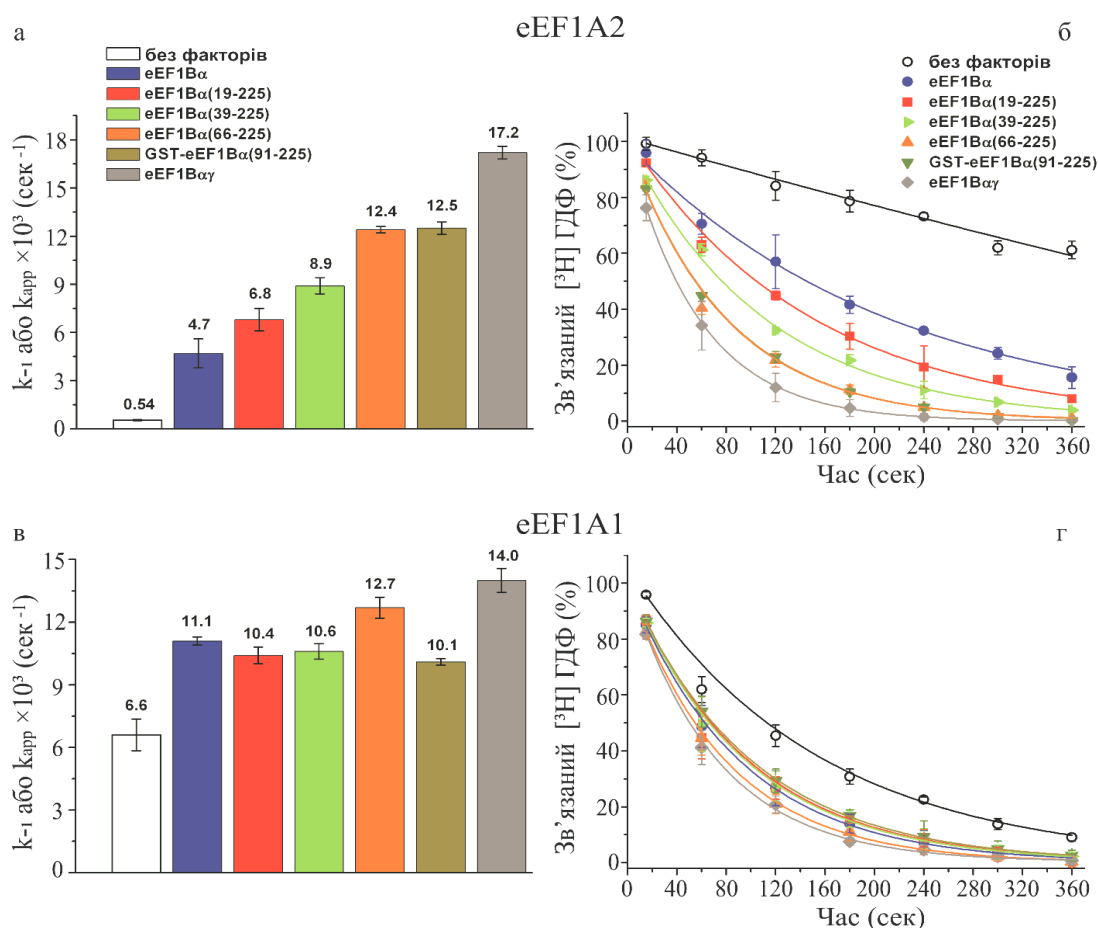 eEF1A2
а
без факторів
eEF1Bα
eEF1Bα(19-225)
eEF1Bα(39-225)
eEF1Bα(66-225)
GST-eEF1Bα(91-225)
eEF1Bαγ
k-1 або kapp ×10³ (сек⁻¹)
18
15
12
9
6
3
0
0.54
4.7
6.8
8.9
12.4
12.5
17.2
б
без факторів
eEF1Bα
eEF1Bα(19-225)
eEF1Bα(39-225)
eEF1Bα(66-225)
GST-eEF1Bα(91-225)
eEF1Bαγ
Зв’язаний [³H] ГДФ (%)
100
80
60
40
20
0
0 40 80 120 160 200 240 280 320 360
Час (сек)
eEF1A1
в
k-1 або kapp ×10³ (сек⁻¹)
15
12
9
6
3
0
6.6
11.1
10.4
10.6
12.7
10.1
14.0
г
Зв’язаний [³H] ГДФ (%)
100
80
60
40
20
0
0 40 80 120 160 200 240 280 320 360
Час (сек)